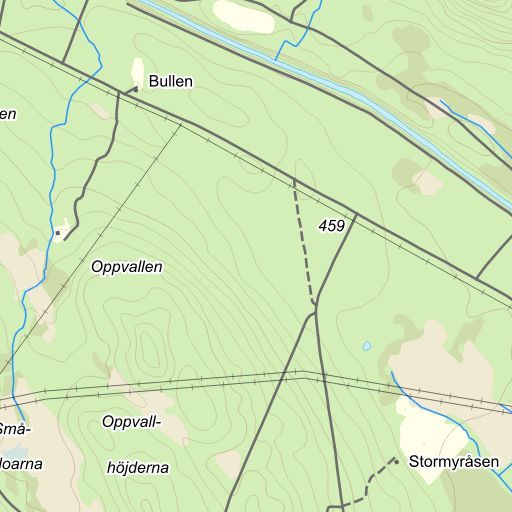 Bullen
en
459
Oppvallen
Oppvall-
höjderna
Små-
loarna
Stormyråsen